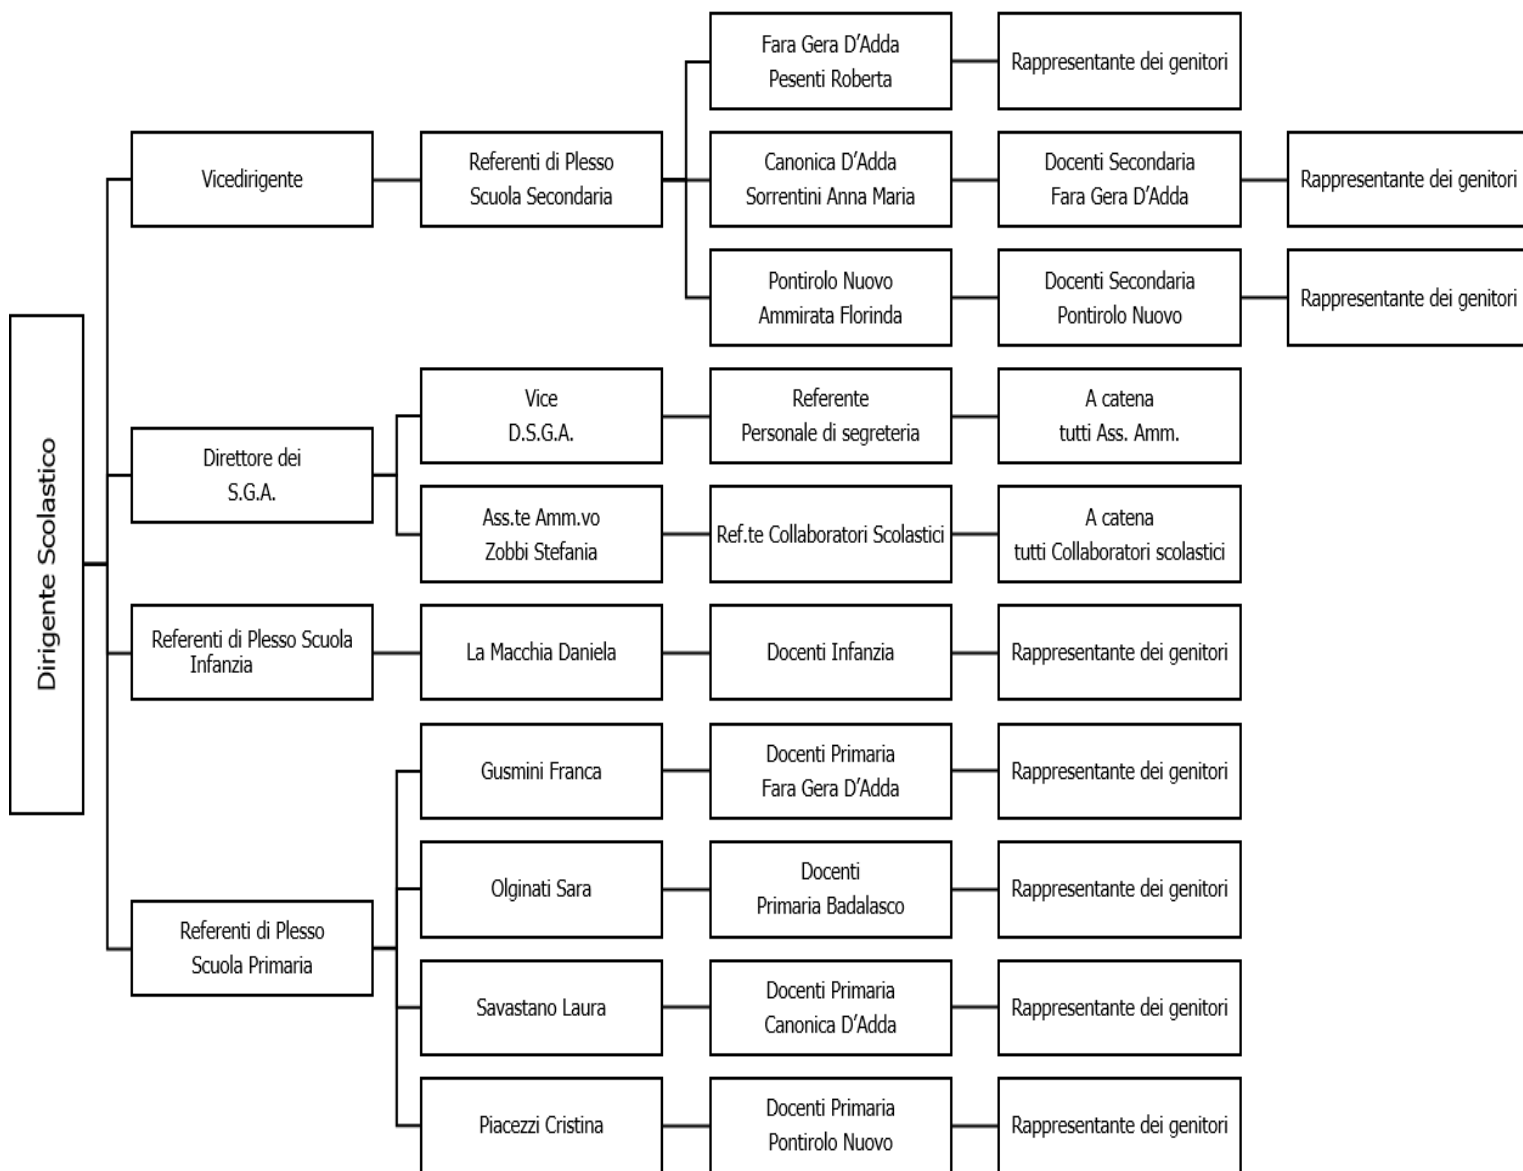 Dirigente Scolastico
Vicedirigente
Referenti di Plesso
Scuola Secondaria
Fara Gera D'Adda
Pesenti Roberta
Rappresentante dei genitori
Canonica D'Adda
Sorrentini Anna Maria
Docenti Secondaria
Fara Gera D'Adda
Rappresentante dei genitori
Pontirolo Nuovo
Ammirata Florinda
Docenti Secondaria
Pontirolo Nuovo
Rappresentante dei genitori
Direttore dei
S.G.A.
Vice
D.S.G.A.
Referente
Personale di segreteria
A catena
tutti Ass. Amm.
Ass.te Amm.vo
Zobbi Stefania
Ref.te Collaboratori Scolastici
A catena
tutti Collaboratori scolastici
Referenti di Plesso Scuola
Infanzia
La Macchia Daniela
Docenti Infanzia
Rappresentante dei genitori
Referenti di Plesso
Scuola Primaria
Gusmini Franca
Docenti Primaria
Fara Gera D'Adda
Rappresentante dei genitori
Olginati Sara
Docenti
Primaria Badalasco
Rappresentante dei genitori
Savastano Laura
Docenti Primaria
Canonica D'Adda
Rappresentante dei genitori
Piacezzi Cristina
Docenti Primaria
Pontirolo Nuovo
Rappresentante dei genitori